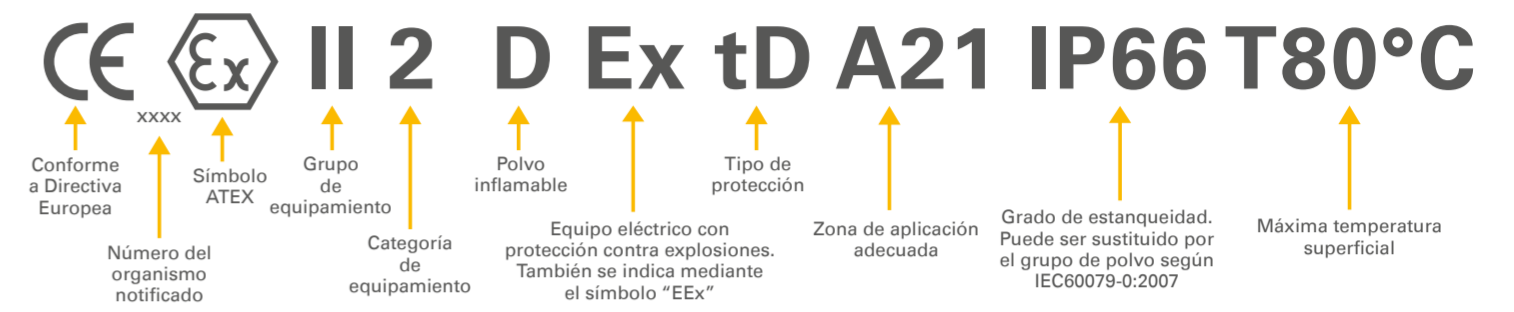 CE Ex II 2 D Ex tD A21 IP66 T80°C
xxxx
Conforme
a Directiva
Europea
Número del
organismo
notificado
Símbolo
ATEX
Grupo
de
equipamiento
Categoría
de
equipamiento
Polvo
inflamable
Equipo eléctrico con
protección contra explosiones.
También se indica mediante
el símbolo “EEx”
Tipo de
protección
Zona de aplicación
adecuada
Grado de estanqueidad.
Puede ser sustituido por
el grupo de polvo según
IEC60079-0:2007
Máxima temperatura
superficial